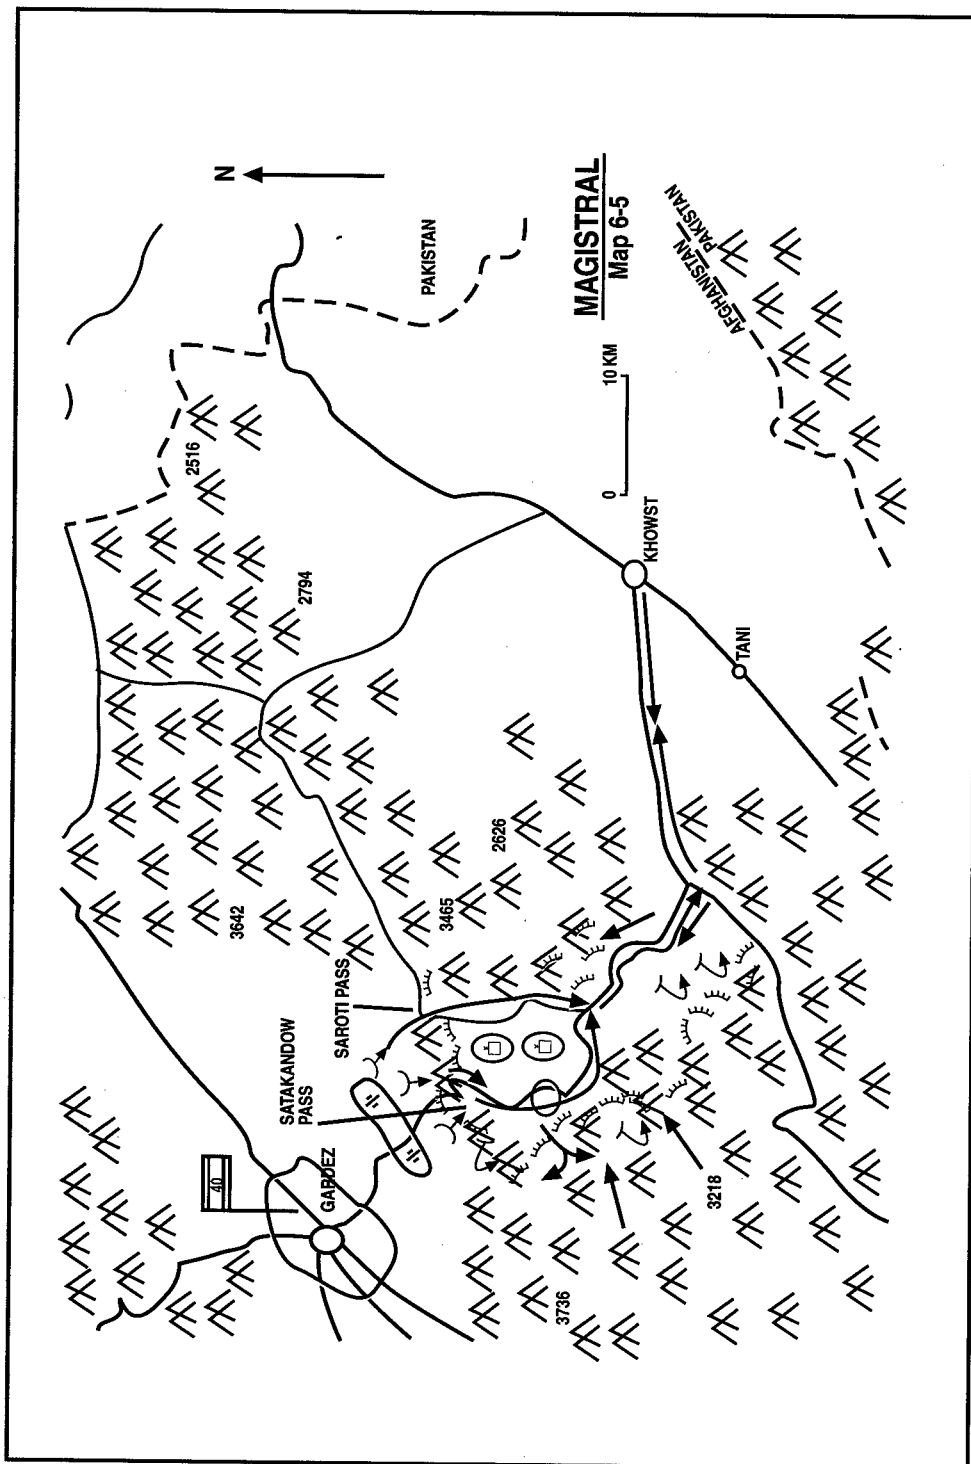 N
MAGISTRAL
Map 6-5
PAKISTAN
PAKISTAN
AFGHANISTAN
0
10 KM
2516
2794
KHOWST
TANI
2626
3465
3642
SAROTI PASS
SATAKANDOW
PASS
GARDEZ
40
3218
3736